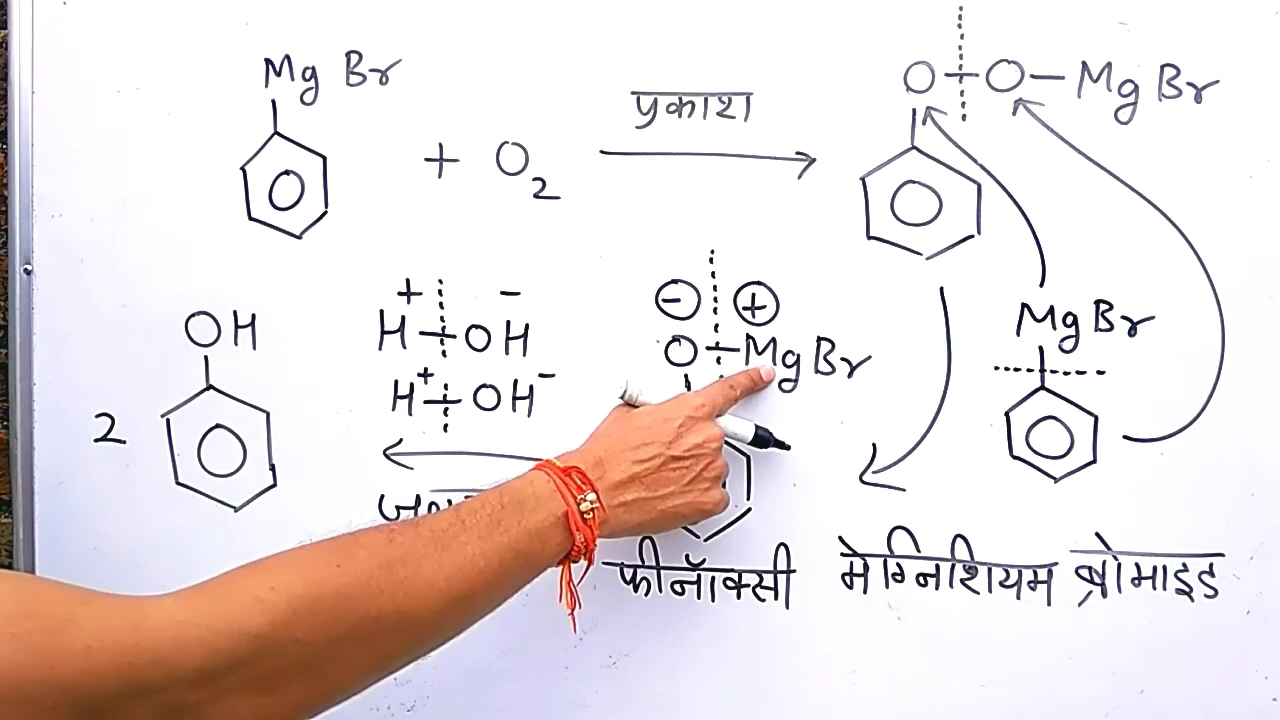 Mg Br
+ O2
प्रकाश
O - O - Mg Br
Mg Br
OH
2
+ -
H - OH
H+ - OH-
- +
O - Mg Br
फीनॉक्सी मेग्निशियम ब्रोमाइड